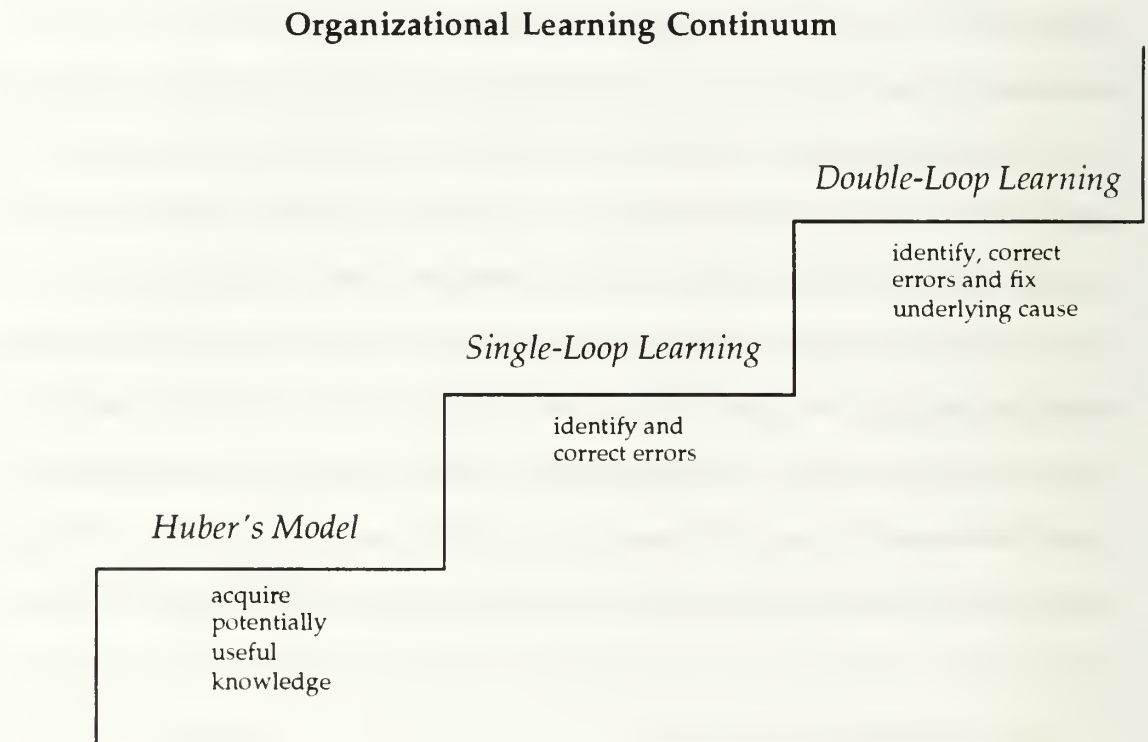 Organizational Learning Continuum
Double-Loop Learning
identify, correct
errors and fix
underlying cause
Single-Loop Learning
identify and
correct errors
Huber's Model
acquire
potentially
useful
knowledge